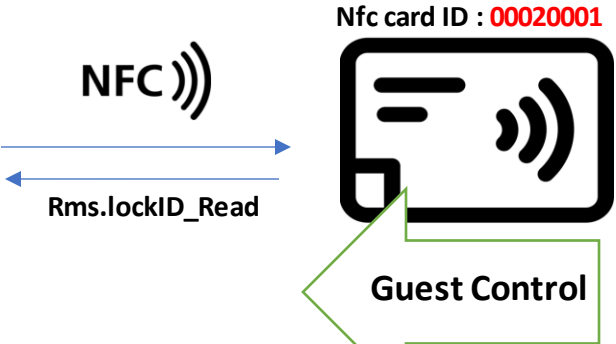 Nfc card ID : 00020001
NFC
Rms.lockID_Read
Guest Control